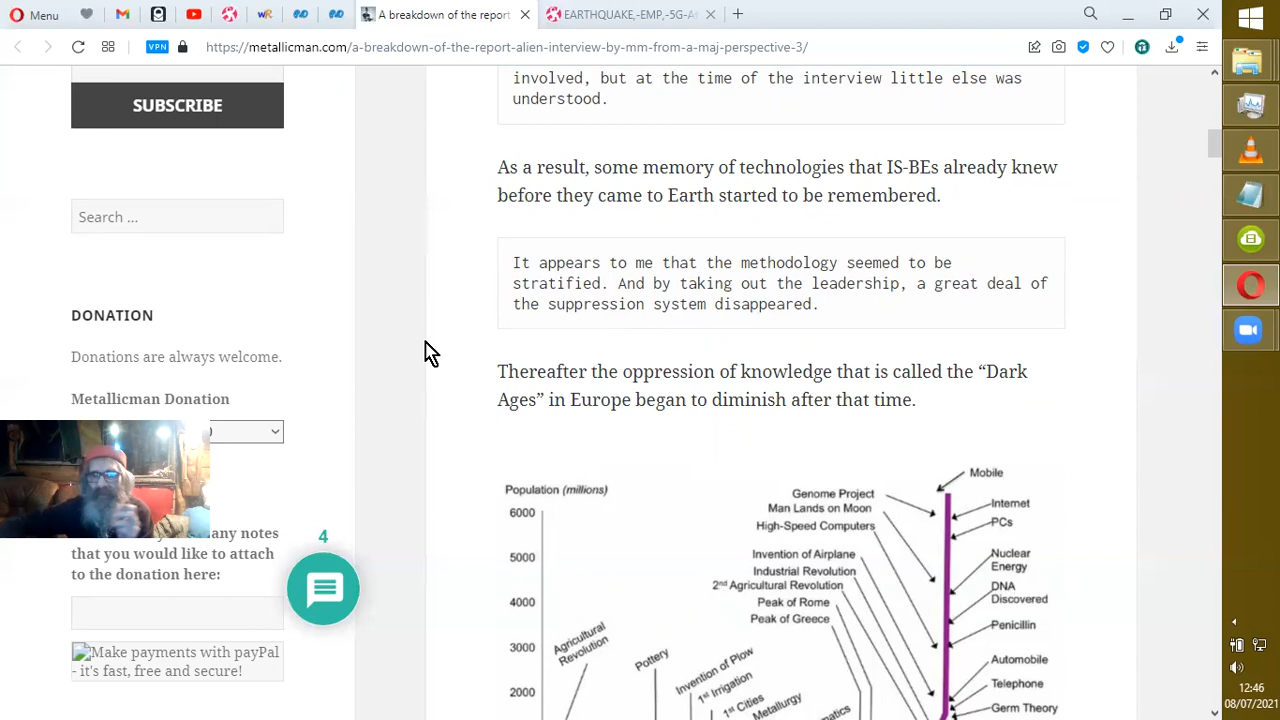 Menu
A breakdown of the report
EARTHQUAKE,-EMP,-5G-A
VPN
https://metallicman.com/a-breakdown-of-the-report-alien-interview-by-mm-from-a-maj-perspective-3/
SUBSCRIBE
Search ...
DONATION
Donations are always welcome.
Metallicman Donation
any notes
that you would like to attach
to the donation here:
Make payments with payPal
- it's fast, free and secure!
4
involved, but at the time of the interview little else was
understood.
As a result, some memory of technologies that IS-BEs already knew
before they came to Earth started to be remembered.
It appears to me that the methodology seemed to be
stratified. And by taking out the leadership, a great deal of
the suppression system disappeared.
Thereafter the oppression of knowledge that is called the “Dark
Ages” in Europe began to diminish after that time.
Population (millions)
6000
5000
4000
3000
2000
Agricultural
Revolution
Pottery
Invention of Plow
1st Irrigation
1st Cities
Metallurgy
Genome Project
Man Lands on Moon
High-Speed Computers
Invention of Airplane
Industrial Revolution
2nd Agricultural Revolution
Peak of Rome
Peak of Greece
Mobile
Internet
PCs
Nuclear
Energy
DNA
Discovered
Penicillin
Automobile
Telephone
Germ Theory
12:46
08/07/2021